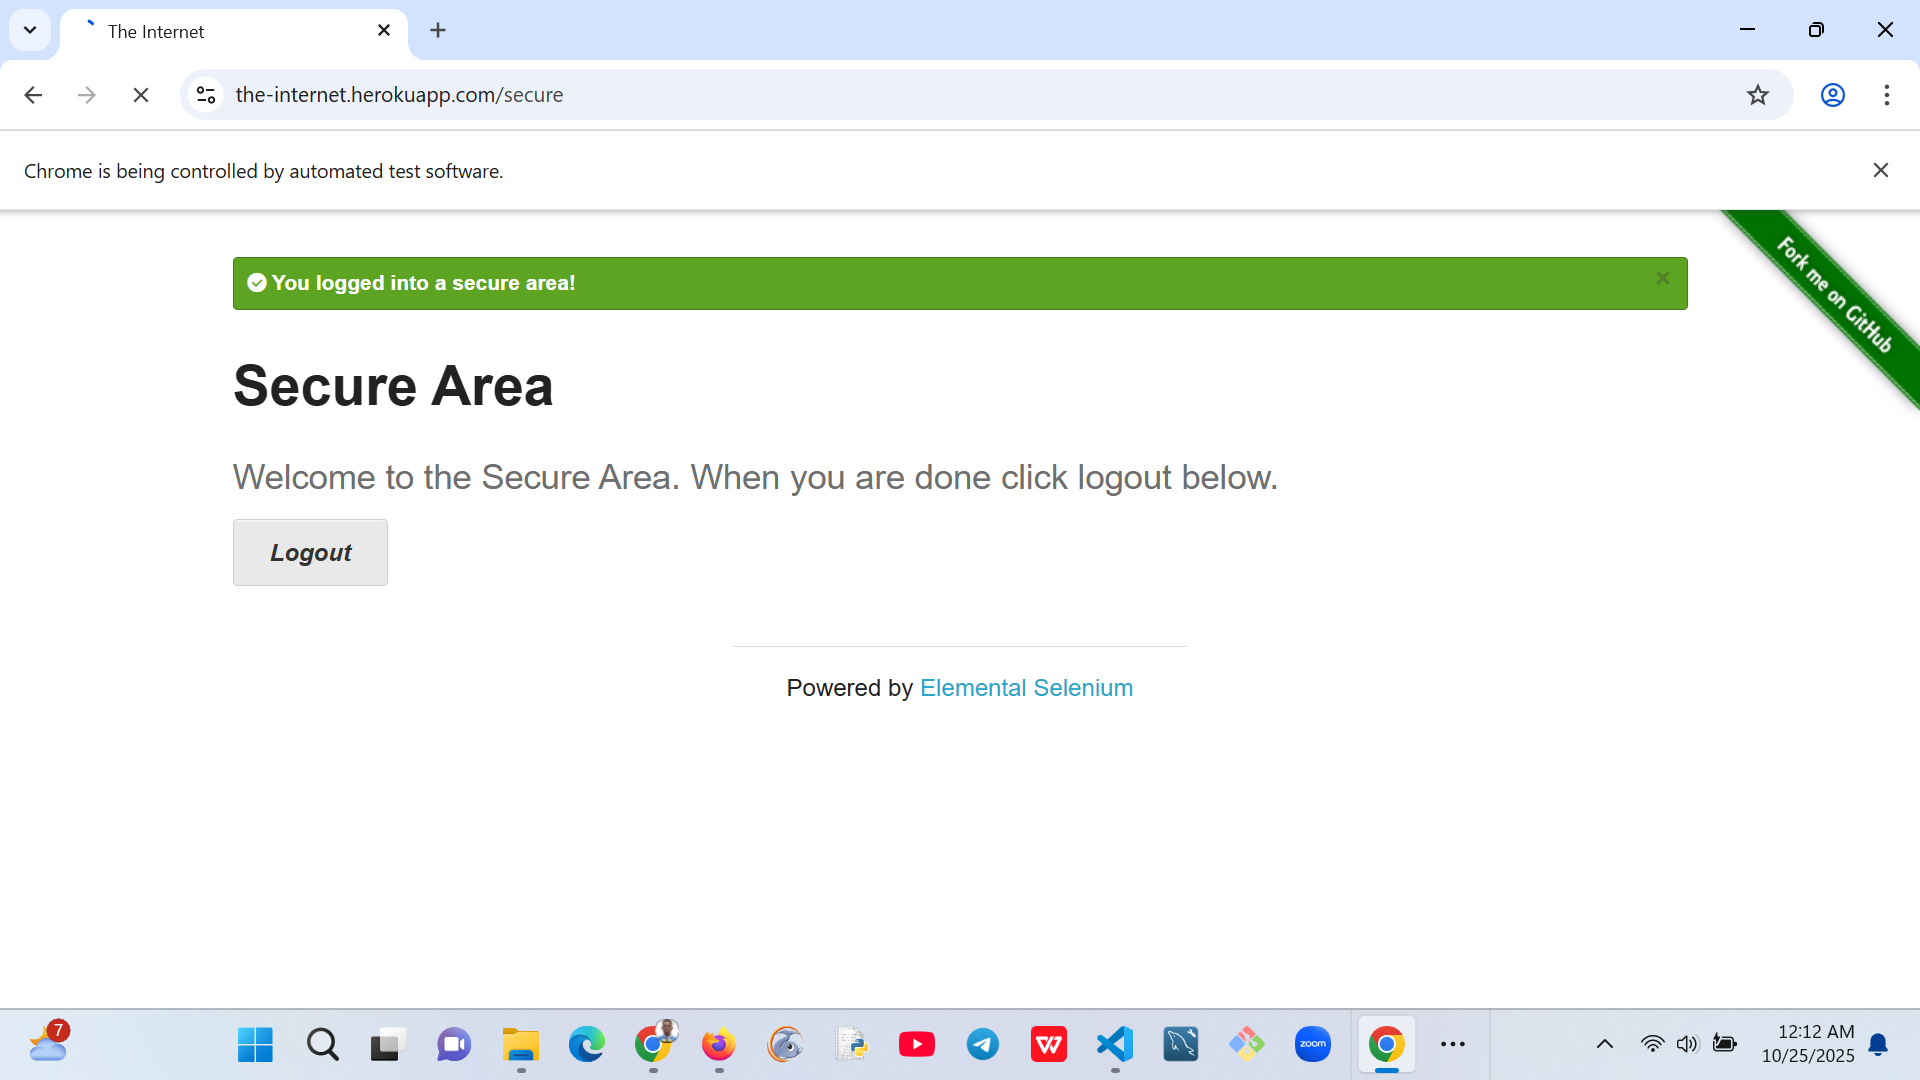 The Internet
the-internet.herokuapp.com/secure
Chrome is being controlled by automated test software.
Fork me on GitHub
You logged into a secure area!
Secure Area
Welcome to the Secure Area. When you are done click logout below.
Logout
Powered by Elemental Selenium
7
W
zoom
12:12 AM
10/25/2025